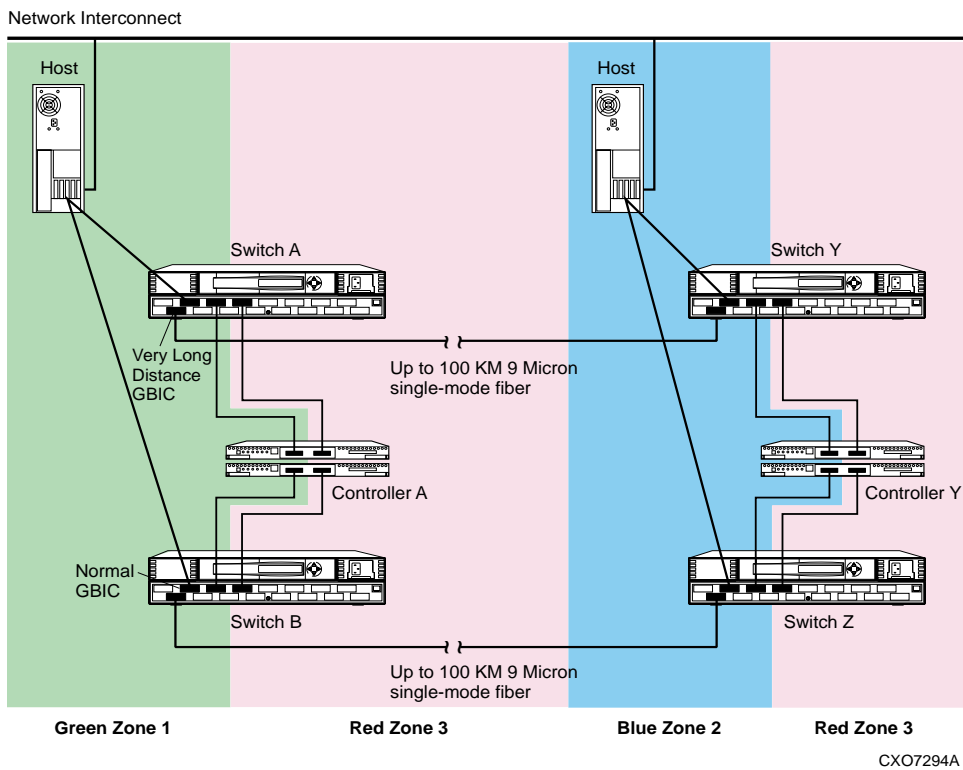 Network Interconnect
Host
Host
Switch A
Switch Y
Very Long
Distance
GBIC
Up to 100 KM 9 Micron
single-mode fiber
Controller A
Controller Y
Normal
GBIC
Switch B
Switch Z
Up to 100 KM 9 Micron
single-mode fiber
Green Zone 1
Red Zone 3
Blue Zone 2
Red Zone 3
CXO7294A